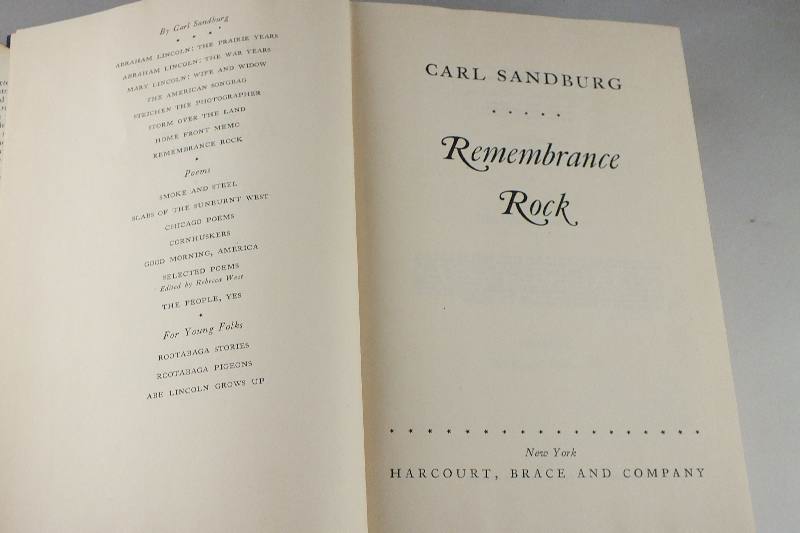 By Carl Sandburg
* * * *
ABRAHAM LINCOLN: THE PRAIRIE YEARS
ABRAHAM LINCOLN: THE WAR YEARS
MARY LINCOLN: WIFE AND WIDOW
THE AMERICAN SONGBAG
STEICHEN THE PHOTOGRAPHER
STORM OVER THE LAND
HOME FRONT MEMO
REMEMBRANCE ROCK
*
Poems
SMOKE AND STEEL
SLABS OF THE SUNBURNT WEST
CHICAGO POEMS
CORNHUSKERS
GOOD MORNING, AMERICA
SELECTED POEMS
Edited by Rebecca West
THE PEOPLE, YES
*
For Young Folks
ROOTABAGA STORIES
ROOTABAGA PIGEONS
ABE LINCOLN GROWS UP
CARL SANDBURG
* * * * *
Remembrance
Rock
* * * * * * * * * * * * * * * * *
New York
HARCOURT, BRACE AND COMPANY